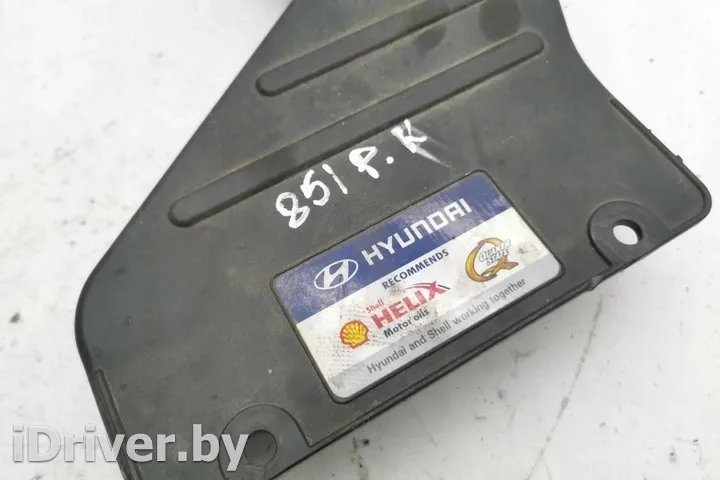 851 P.K
HYUNDAI
RECOMMENDS
Shell
HELIX
Motor oils
QUAKER
STATE
Hyundai and Shell working together
iDriver.by